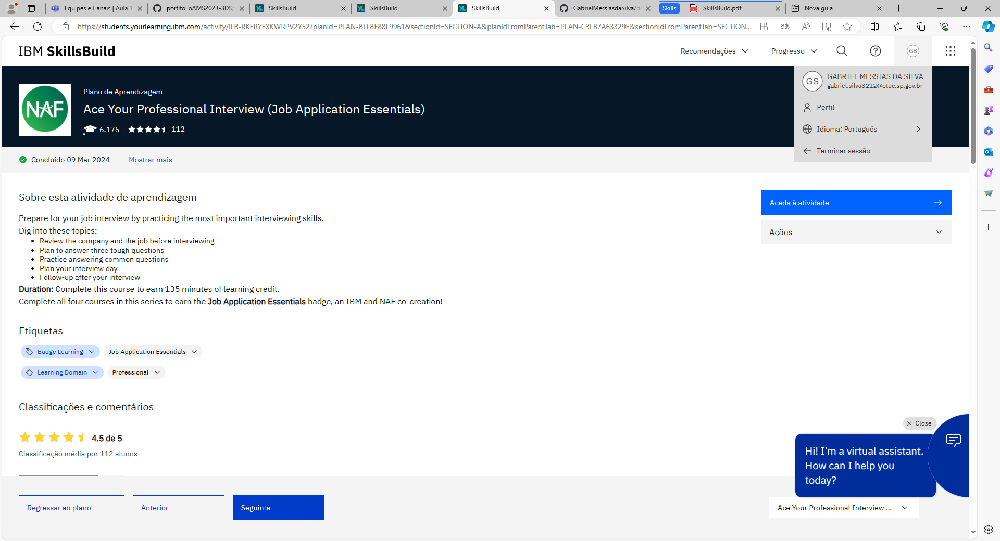 Equipes e Canais | Aula
portifolioAMS2023-3DS/
SkillsBuild
SkillsBuild
SkillsBuild
GabrielMessiasdaSilva/p
Skills
SkillsBuild.pdf
Nova guia
https://students.yourlearning.ibm.com/activity/ILB-RKERYEXKWRPV2Y52?planId=PLAN-BFF8E88F9961&sectionId=SECTION-A&planIdFromParentTab=PLAN-C3FB7A63329E&sectionIdFromParentTab=SECTION...
IBM SkillsBuild
Recomendações
Progresso
GS
GS
GABRIEL MESSIAS DA SILVA
gabriel.silva3212@etec.sp.gov.br
Perfil
Idioma: Português
Terminar sessão
NAF
Plano de Aprendizagem
Ace Your Professional Interview (Job Application Essentials)
6.175
112
Concluído 09 Mar 2024
Mostrar mais
Sobre esta atividade de aprendizagem
Prepare for your job interview by practicing the most important interviewing skills.
Dig into these topics:
• Review the company and the job before interviewing
• Plan to answer three tough questions
• Practice answering common questions
• Plan your interview day
• Follow-up after your interview
Duration: Complete this course to earn 135 minutes of learning credit.
Complete all four courses in this series to earn the Job Application Essentials badge, an IBM and NAF co-creation!
Aceda à atividade
Ações
Etiquetas
Badge Learning
Job Application Essentials
Learning Domain
Professional
Classificações e comentários
4.5 de 5
Classificação média por 112 alunos
Close
Hi! I'm a virtual assistant.
How can I help you
today?
Regressar ao plano
Anterior
Seguinte
Ace Your Professional Interview ...